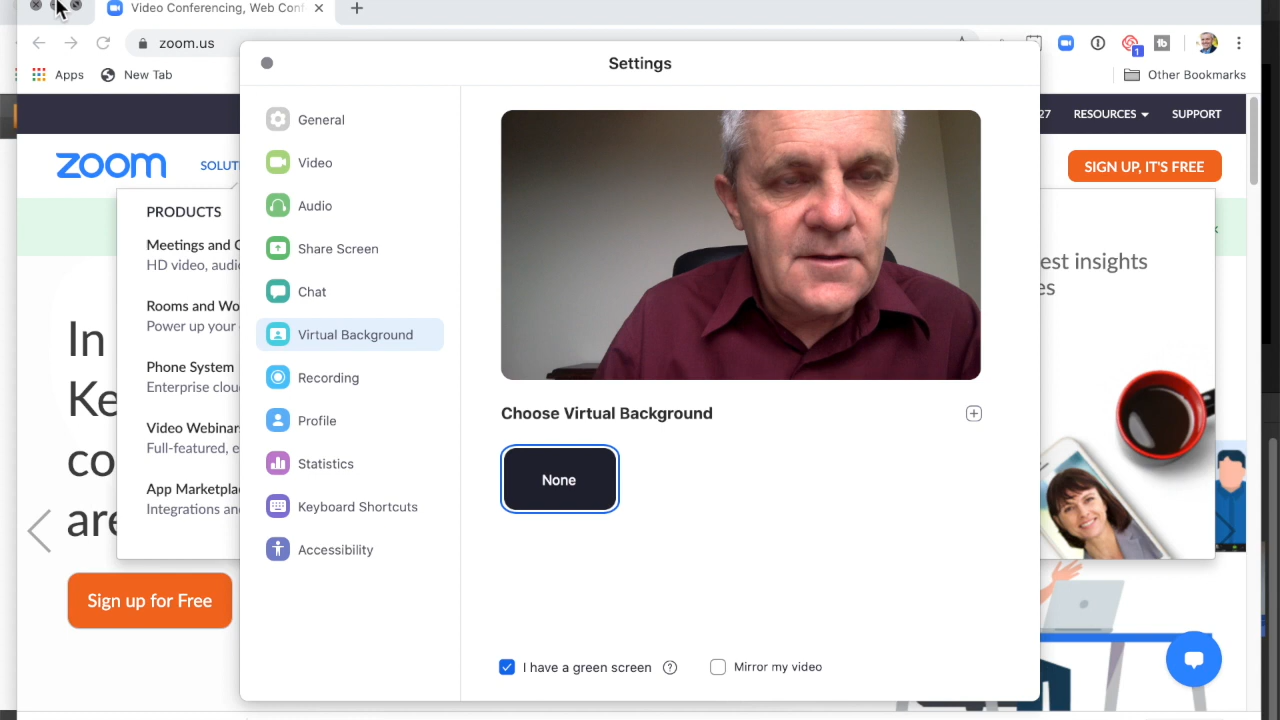 Video Conferencing, Web Conf
zoom.us
1
Apps
New Tab
Other Bookmarks
Settings
27
RESOURCES
SUPPORT
zoom
SOLUT
SIGN UP, IT'S FREE
PRODUCTS
Meetings and C
HD video, audi
Rooms and Wo
Power up your
Phone System
Enterprise clou
Video Webinars
Full-featured, e
App Marketpla
Integrations an
In
Ke
co
are
Sign up for Free
General
Video
Audio
Share Screen
Chat
Virtual Background
Recording
Profile
Statistics
Keyboard Shortcuts
Accessibility
Choose Virtual Background
None
I have a green screen
?
Mirror my video
est insights
es